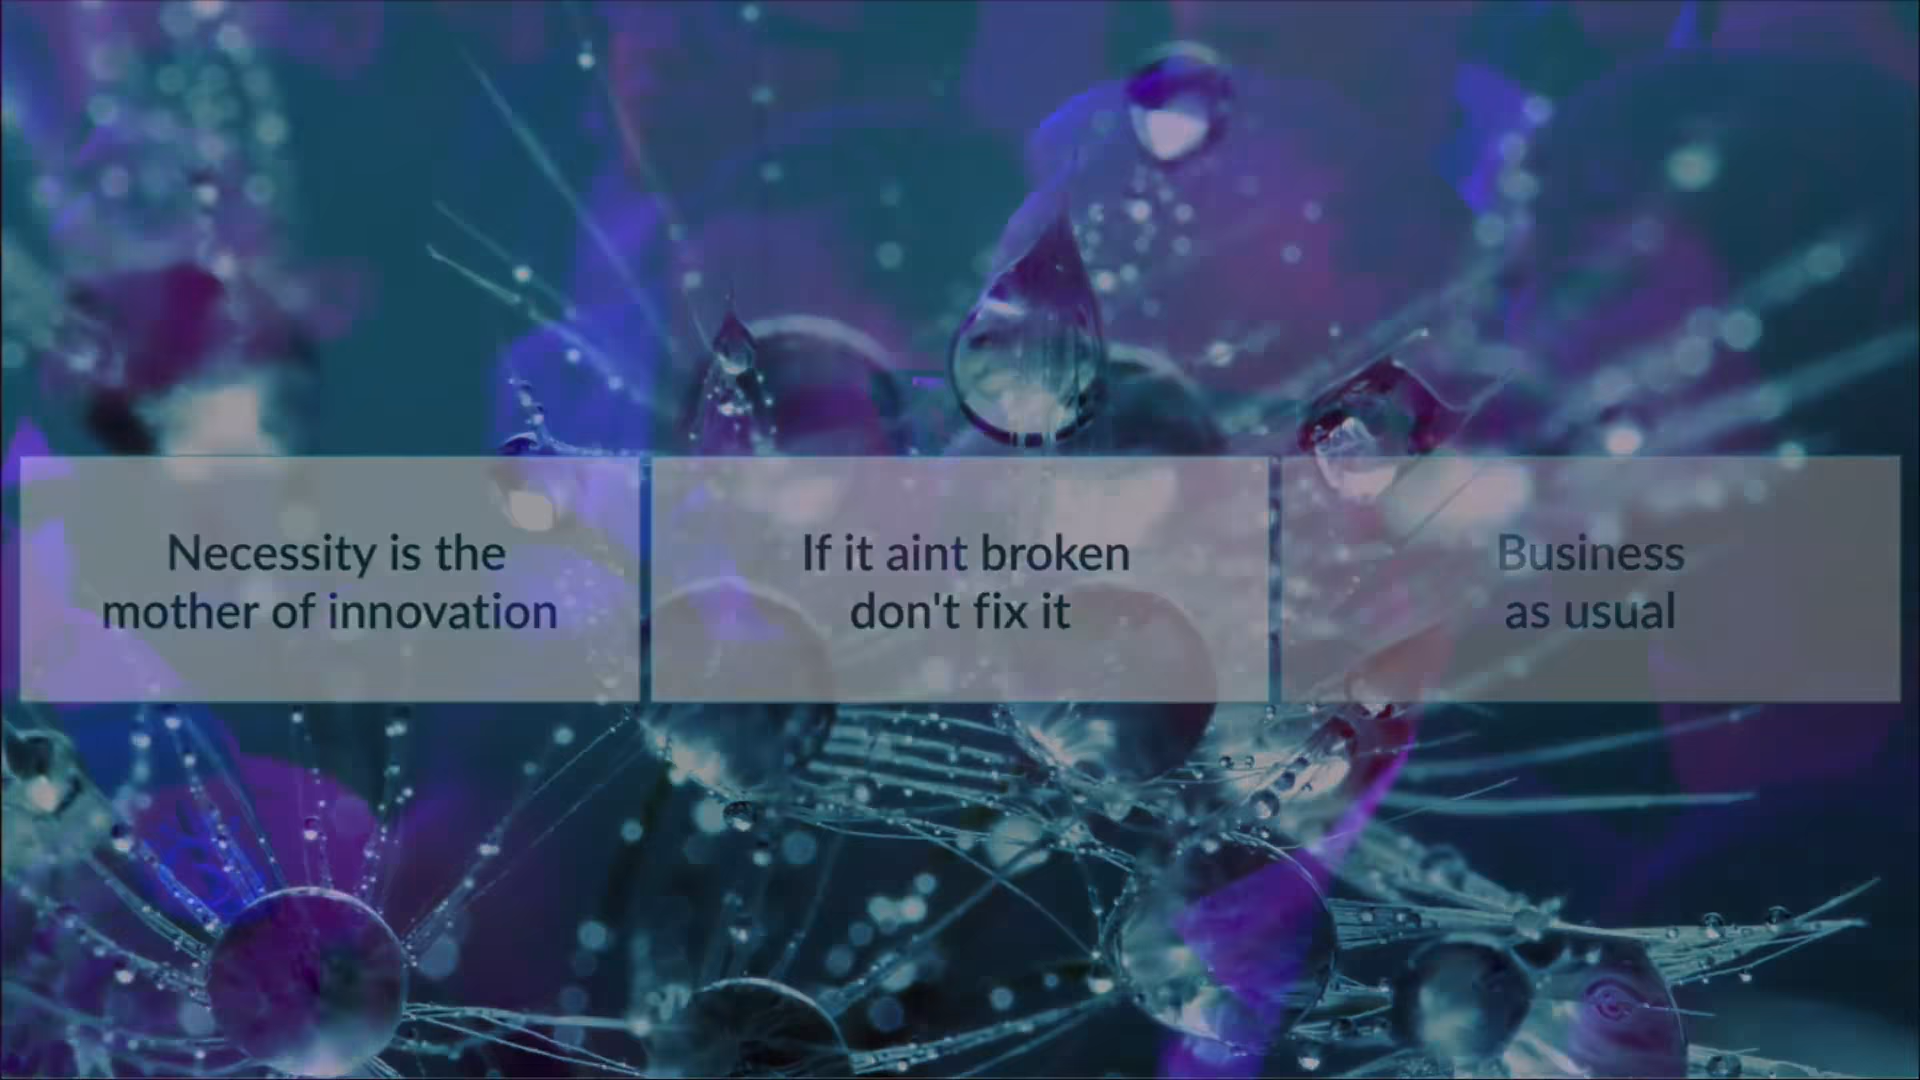 Necessity is the
mother of innovation
If it aint broken
don't fix it
Business
as usual